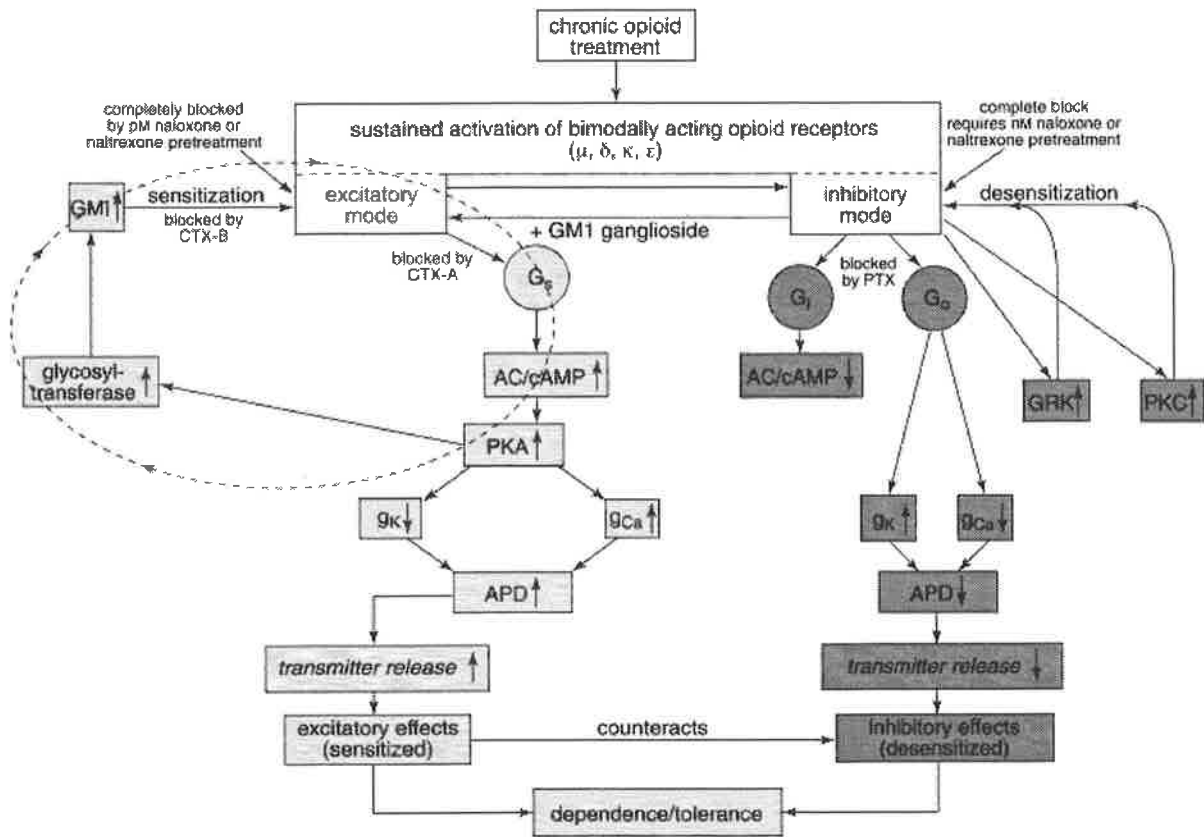 chronic opioid
treatment
completely blocked
by pM naloxone or
naltrexone pretreatment
complete block
requires nM naloxone or
naltrexone pretreatment
sustained activation of bimodally acting opioid receptors
(μ, δ, κ, ε)
GM1↑
sensitization
blocked by
CTX-B
excitatory
mode
+ GM1 ganglioside
inhibitory
mode
desensitization
blocked by
CTX-A
Gs
blocked
by PTX
Gi
Go
glycosyl-
transferase ↑
AC/cAMP ↑
AC/cAMP ↓
GRK↑
PKC↑
PKA ↑
gK↓
gCa↑
gK↑
gCa↓
APD ↑
APD ↓
transmitter release ↑
transmitter release ↓
excitatory effects
(sensitized)
counteracts
inhibitory effects
(desensitized)
dependence/tolerance